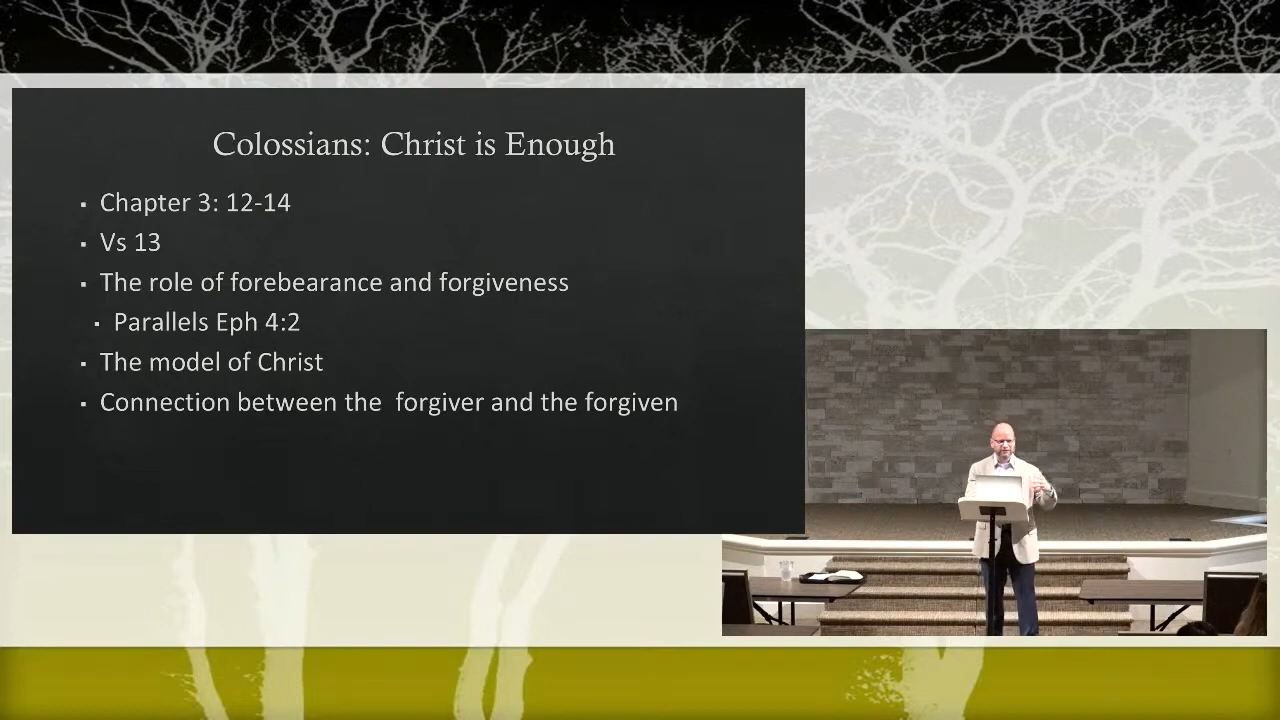 Colossians: Christ is Enough
▪ Chapter 3: 12-14
▪ Vs 13
▪ The role of forebearance and forgiveness
▪ Parallels Eph 4:2
▪ The model of Christ
▪ Connection between the  forgiver and the forgiven